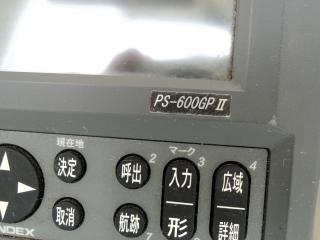 PS-600GP II
現在地
マーク
決定
呼出
2
入力
3
広域
4
取消
航跡
7
形
詳細
NDEX